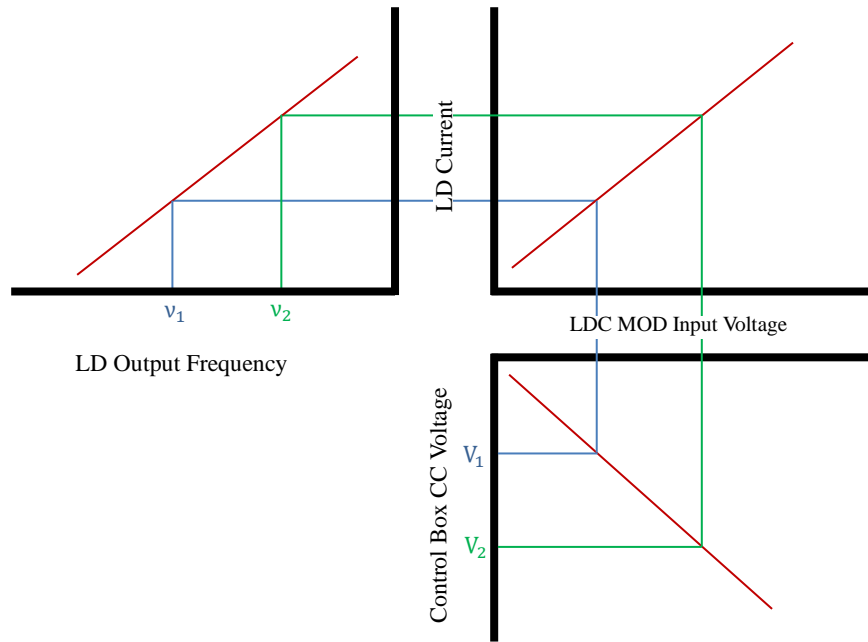 LD Current
ν₁
ν₂
LDC MOD Input Voltage
LD Output Frequency
Control Box CC Voltage
V₁
V₂